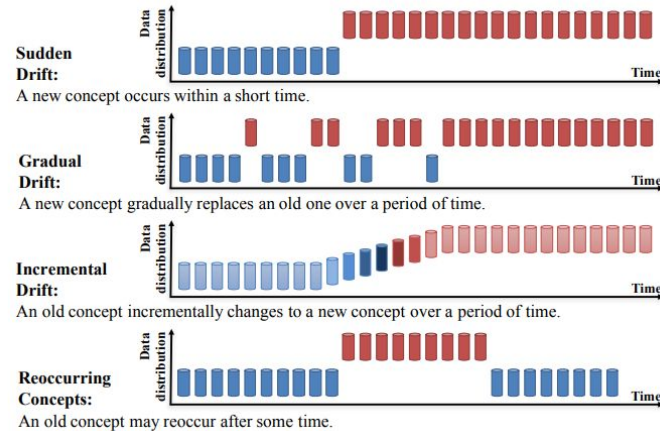 Data
distribution
Sudden
Drift:
Time
A new concept occurs within a short time.
Data
distribution
Gradual
Drift:
Time
A new concept gradually replaces an old one over a period of time.
Data
distribution
Incremental
Drift:
Time
An old concept incrementally changes to a new concept over a period of time.
Data
distribution
Reoccurring
Concepts:
Time
An old concept may reoccur after some time.